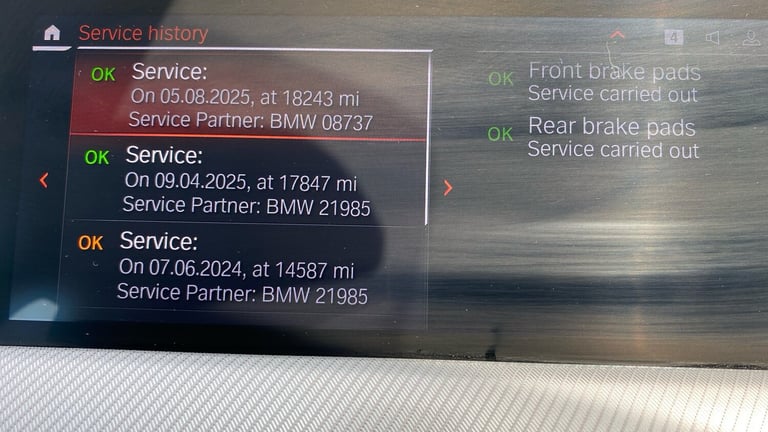 Service history
4
OK Service:
On 05.08.2025, at 18243 mi
Service Partner: BMW 08737
OK Service:
On 09.04.2025, at 17847 mi
Service Partner: BMW 21985
OK Service:
On 07.06.2024, at 14587 mi
Service Partner: BMW 21985
OK Front brake pads
Service carried out
OK Rear brake pads
Service carried out